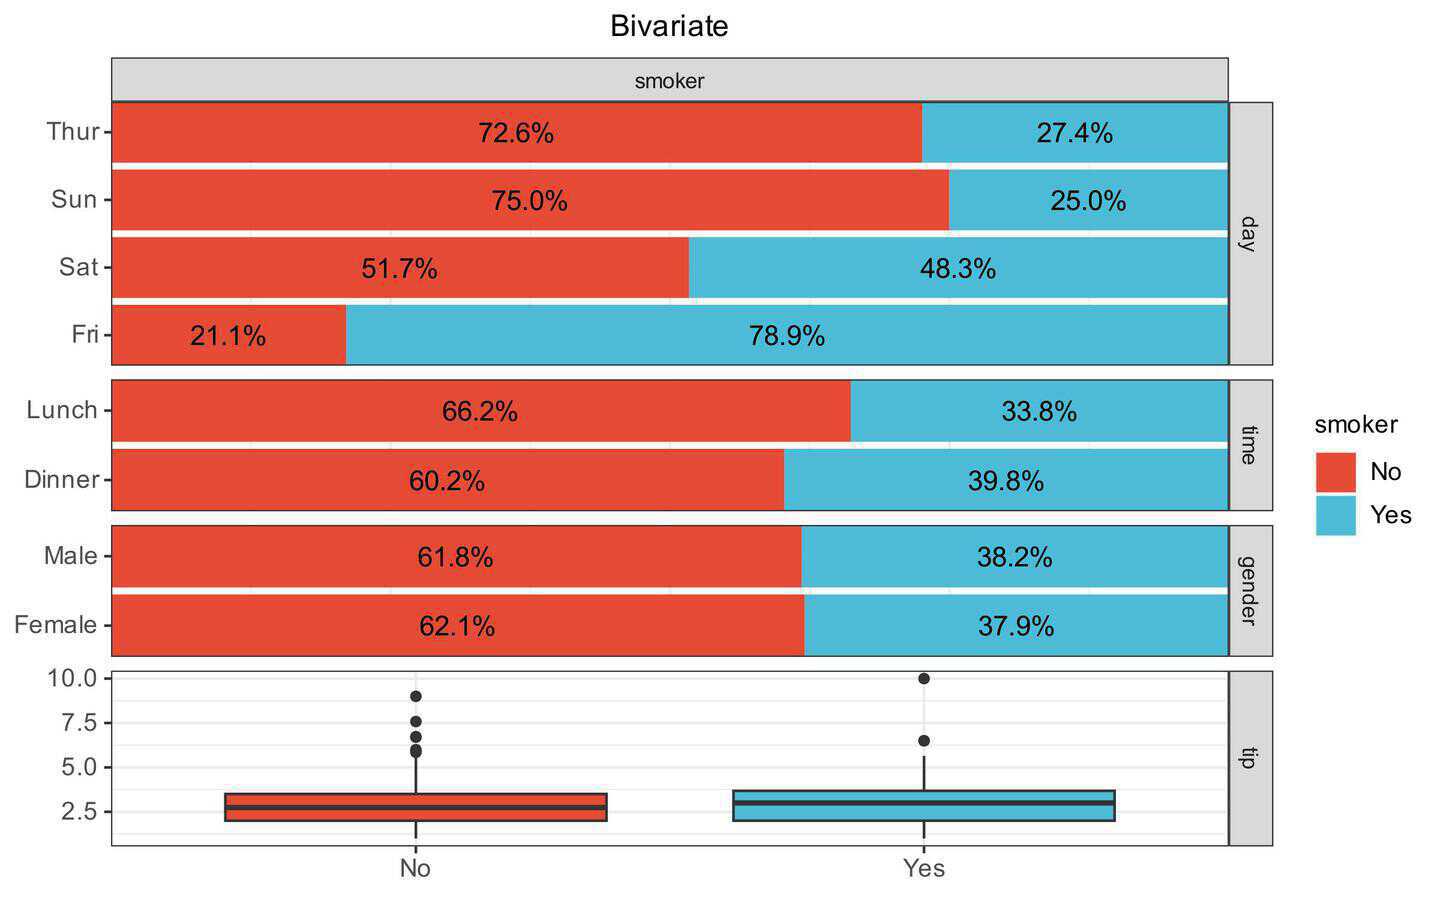 Bivariate
smoker
Thur 72.6% 27.4%
Sun 75.0% 25.0%
Sat 51.7% 48.3%
Fri 21.1% 78.9%
day
Lunch 66.2% 33.8%
Dinner 60.2% 39.8%
time
Male 61.8% 38.2%
Female 62.1% 37.9%
gender
10.0
7.5
5.0
2.5
tip
No Yes
smoker
No
Yes